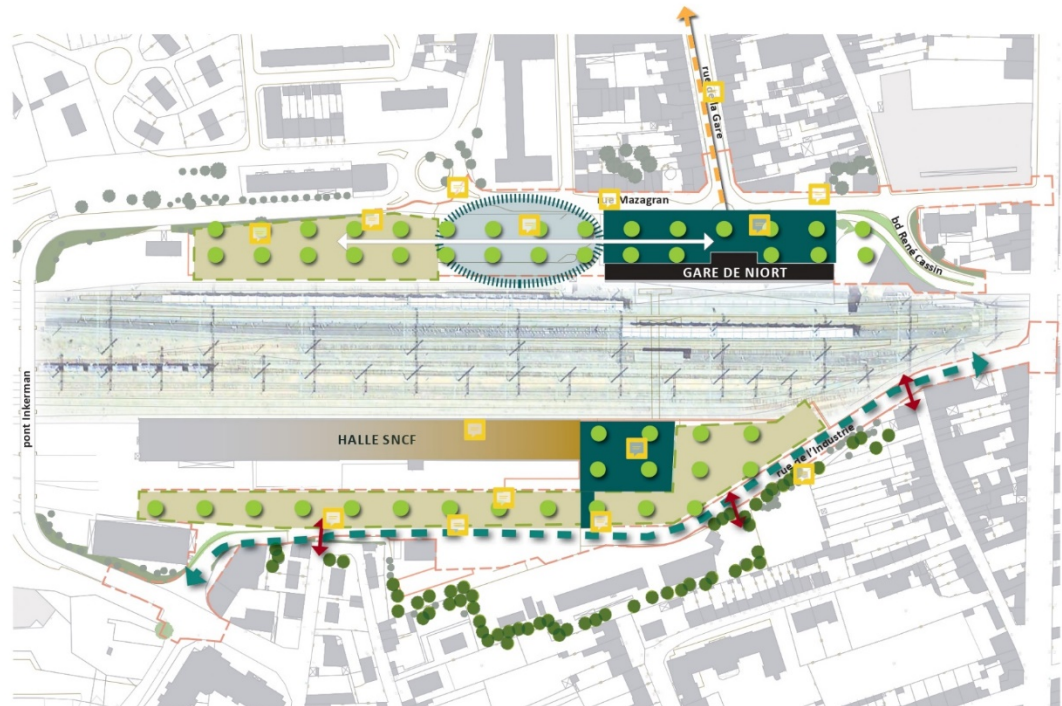 rue de la Gare
rue Mazagran
bd René Cassin
GARE DE NIORT
pont Inkerman
HALLE SNCF
rue de l'Industrie